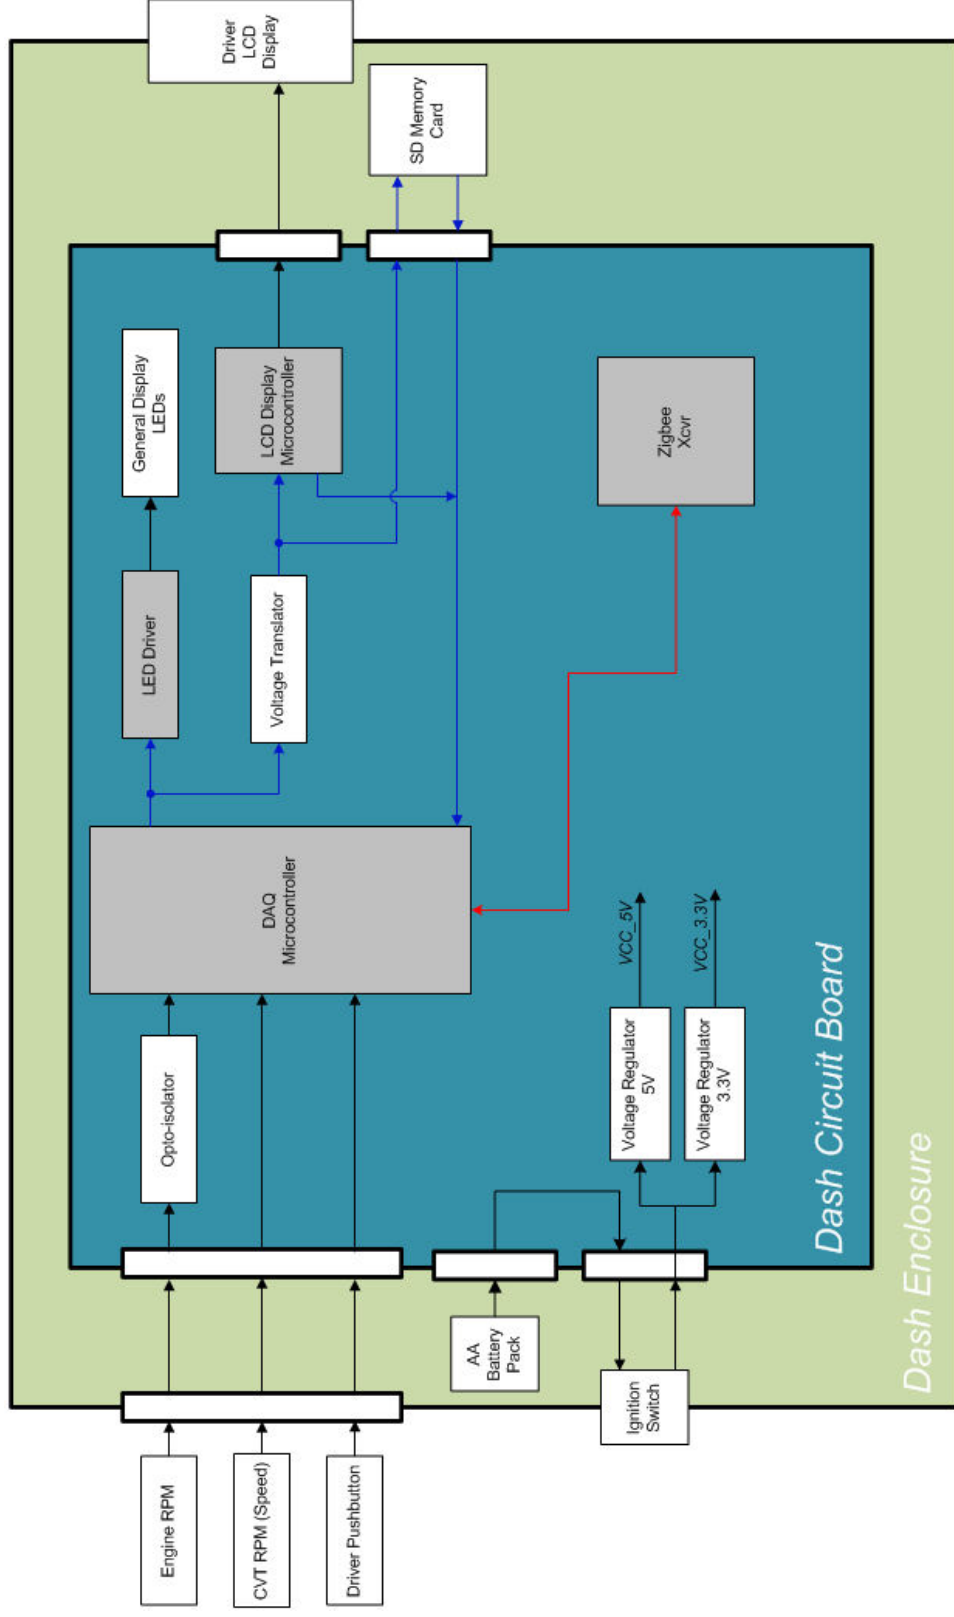 Engine RPM
CVT RPM (Speed)
Driver Pushbutton
Opto-isolator
DAQ
Microcontroller
LED Driver
General Display
LEDs
Voltage Translator
LCD Display
Microcontroller
Driver
LCD
Display
SD Memory
Card
Zigbee
Xcvr
AA
Battery
Pack
Ignition
Switch
Voltage Regulator
5V
VCC_5V
Voltage Regulator
3.3V
VCC_3.3V
Dash Circuit Board
Dash Enclosure